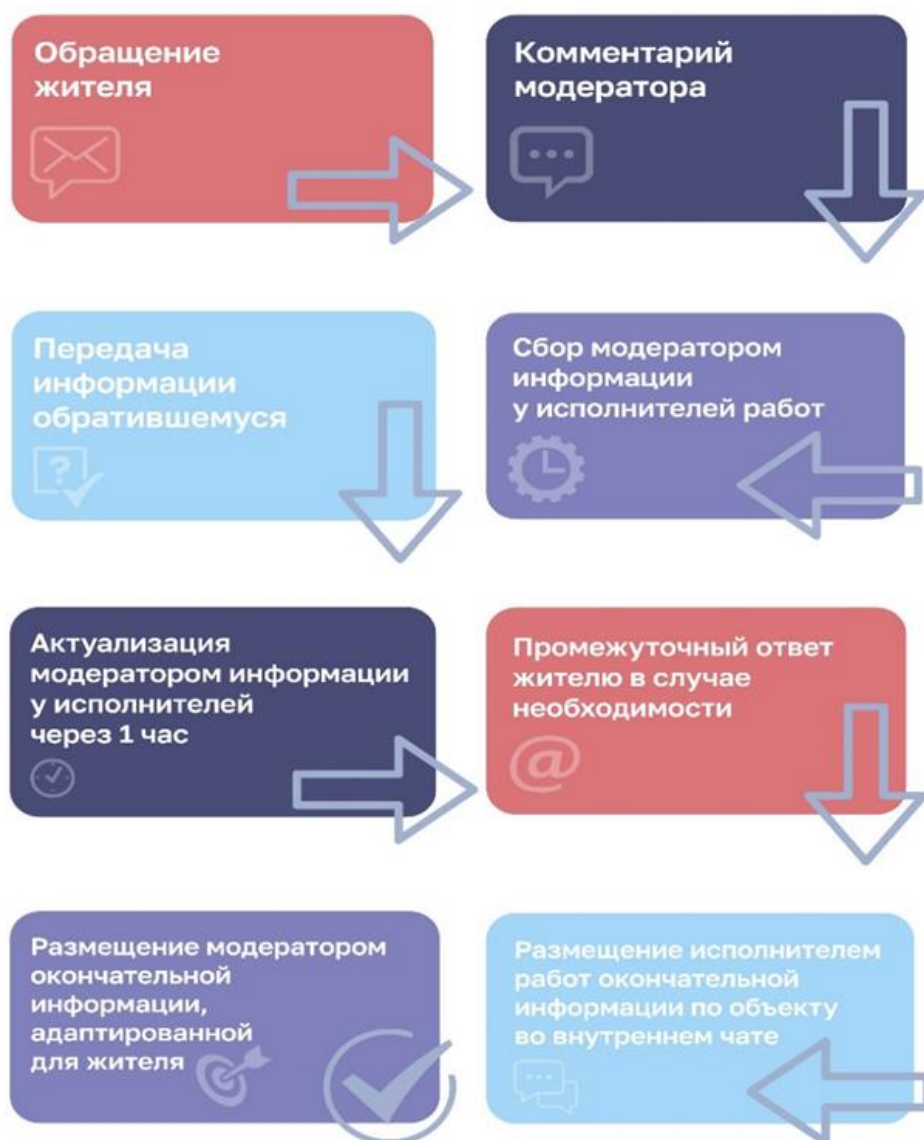 Обращение
жителя
Комментарий
модератора
Передача
информации
обратившемуся
Сбор модератором
информации
у исполнителей работ
Актуализация
модератором информации
у исполнителей
через 1 час
Промежуточный ответ
жителю в случае
необходимости
Размещение модератором
окончательной
информации,
адаптированной
для жителя
Размещение исполнителем
работ окончательной
информации по объекту
во внутреннем чате